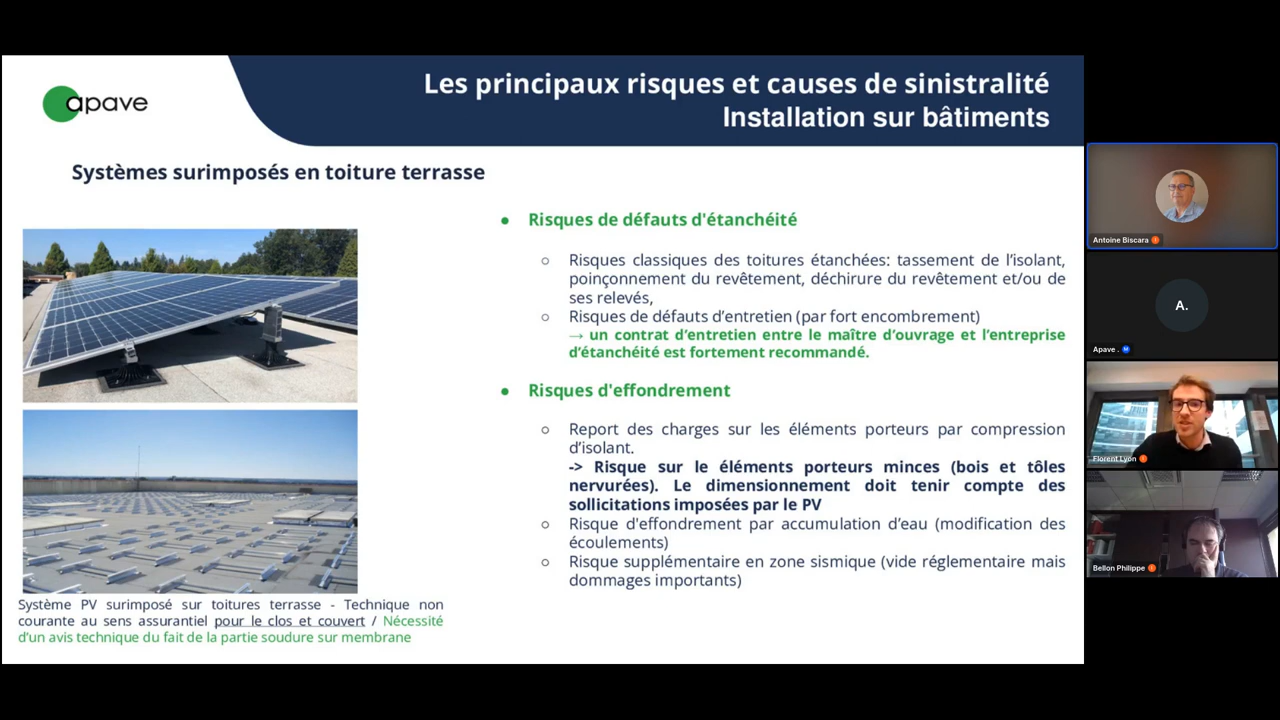 apave
Les principaux risques et causes de sinistralité
Installation sur bâtiments
Systèmes surimposés en toiture terrasse
• Risques de défauts d'étanchéité
○ Risques classiques des toitures étanchées: tassement de l'isolant,
poinçonnement du revêtement, déchirure du revêtement et/ou de
ses relevés,
○ Risques de défauts d'entretien (par fort encombrement)
→ un contrat d'entretien entre le maître d'ouvrage et l'entreprise
d'étanchéité est fortement recommandé.
• Risques d'effondrement
○ Report des charges sur les éléments porteurs par compression
d'isolant.
-> Risque sur le éléments porteurs minces (bois et tôles
nervurées). Le dimensionnement doit tenir compte des
sollicitations imposées par le PV
○ Risque d'effondrement par accumulation d'eau (modification des
écoulements)
○ Risque supplémentaire en zone sismique (vide réglementaire mais
dommages importants)
Système PV surimposé sur toitures terrasse - Technique non
courante au sens assurantiel pour le clos et couvert / Nécessité
d'un avis technique du fait de la partie soudure sur membrane
Antoine Biscara
A.
Apave . M
Florent Lyon
Bellon Philippe